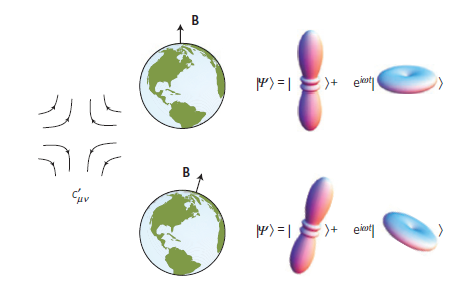 B
|Ψ⟩ = | ⟩ + e^{iωt}| ⟩
c′_{μν}
B
|Ψ⟩ = | ⟩ + e^{iωt}| ⟩